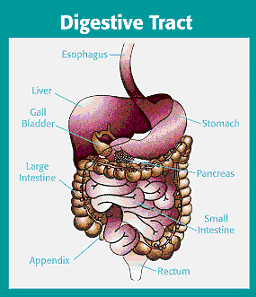 Digestive Tract
Esophagus
Liver
Gall
Bladder
Stomach
Large
Intestine
Pancreas
Small
Intestine
Appendix
Rectum